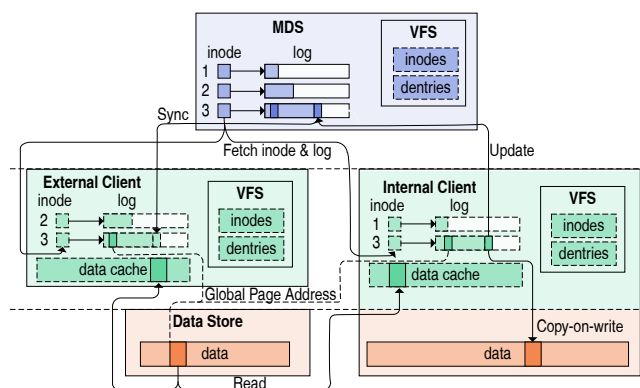 MDS
inode log
1
2
3
VFS
inodes
dentries
Sync
Fetch inode & log
Update
External Client
inode log
2
3
VFS
inodes
dentries
data cache
Internal Client
inode log
1
3
VFS
inodes
dentries
data cache
Global Page Address
Data Store
data
Copy-on-write
data
Read